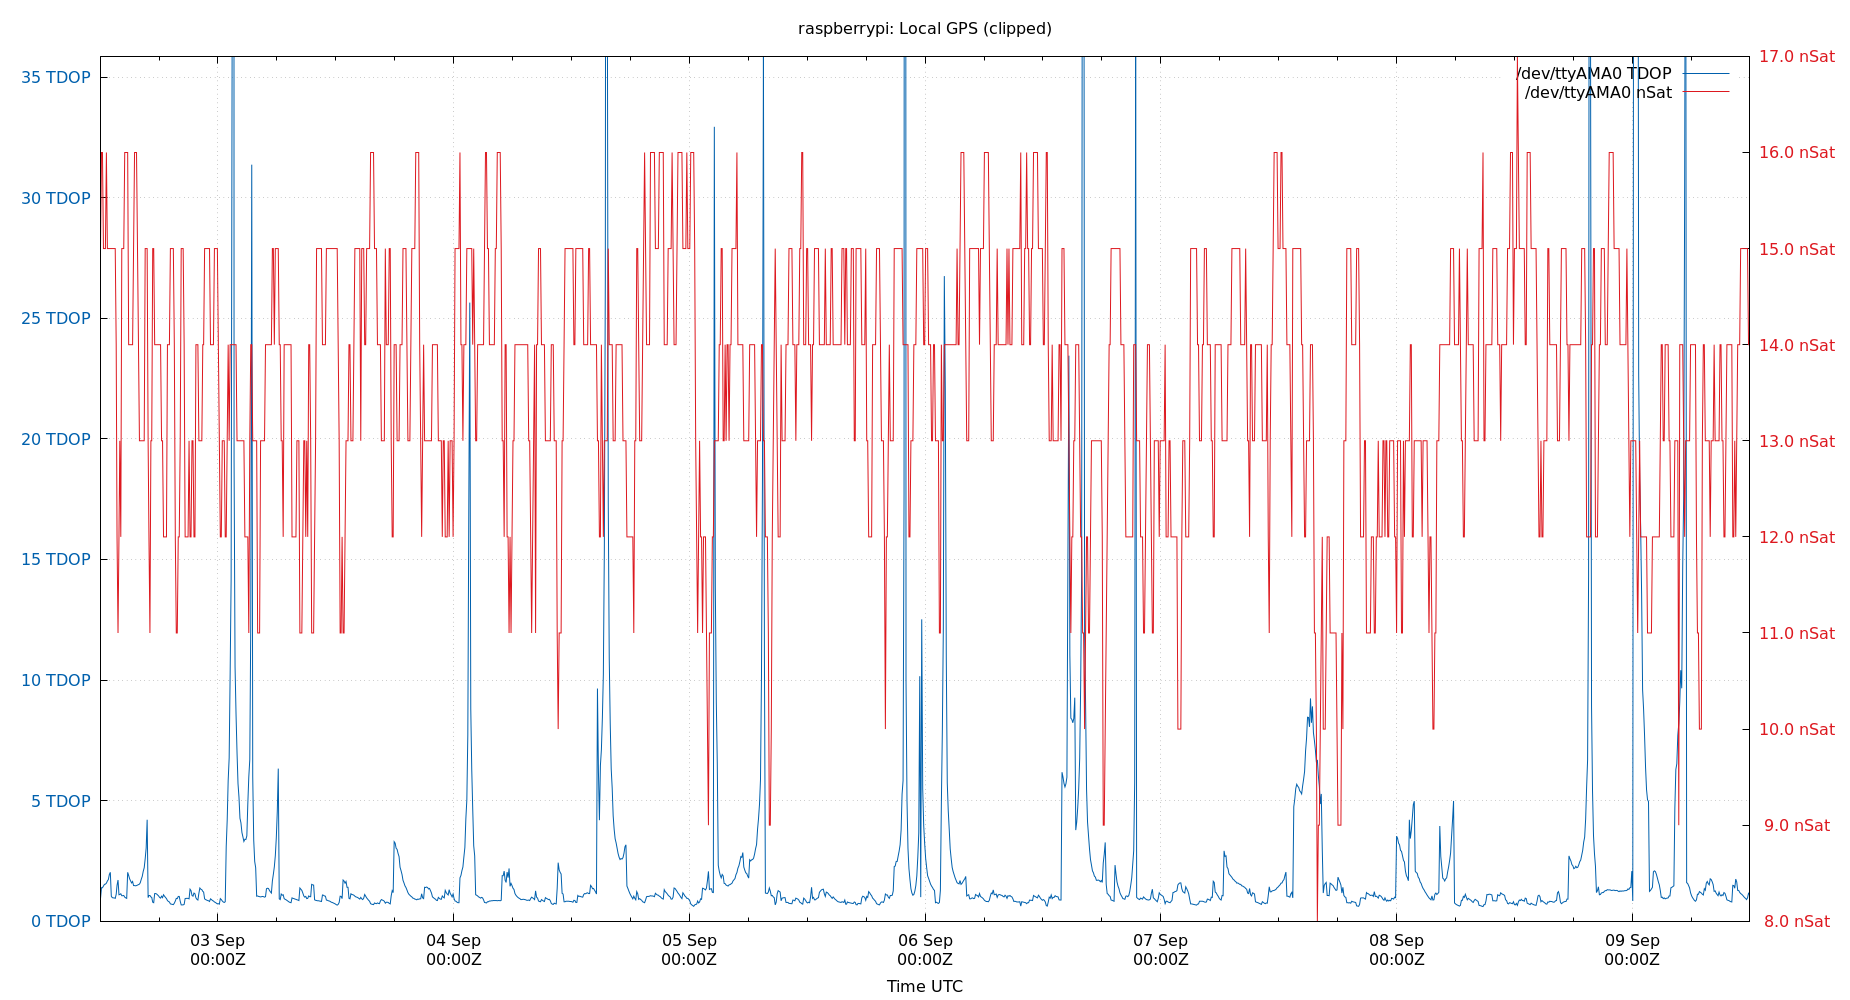 raspberrypi: Local GPS (clipped)
35 TDOP
30 TDOP
25 TDOP
20 TDOP
15 TDOP
10 TDOP
5 TDOP
0 TDOP
/dev/ttyAMA0 TDOP
/dev/ttyAMA0 nSat
17.0 nSat
16.0 nSat
15.0 nSat
14.0 nSat
13.0 nSat
12.0 nSat
11.0 nSat
10.0 nSat
9.0 nSat
8.0 nSat
03 Sep
00:00Z
04 Sep
00:00Z
05 Sep
00:00Z
06 Sep
00:00Z
07 Sep
00:00Z
08 Sep
00:00Z
09 Sep
00:00Z
Time UTC